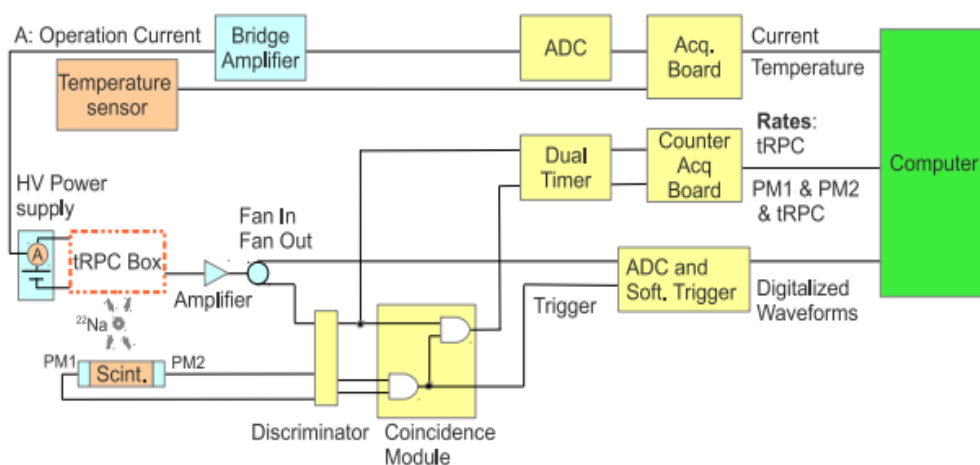 A: Operation Current
Bridge
Amplifier
ADC
Acq.
Board
Current
Temperature
Temperature
sensor
Rates:
tRPC
Dual
Timer
Counter
Acq
Board
Computer
PM1 & PM2
& tRPC
HV Power
supply
Fan In
Fan Out
A
tRPC Box
Amplifier
ADC and
Soft. Trigger
Trigger
Digitalized
Waveforms
²²Na
PM1
Scint.
PM2
Discriminator
Coincidence
Module